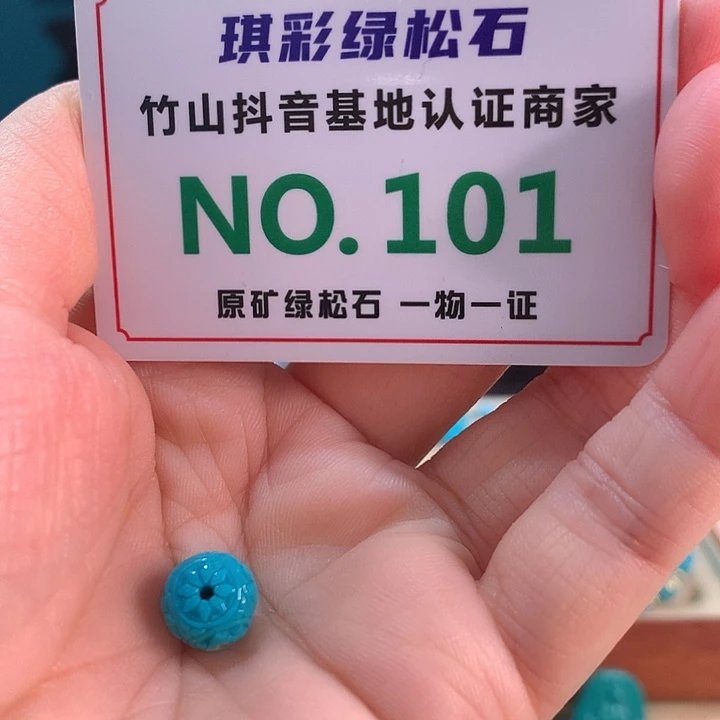 琪彩绿松石
竹山抖音基地认证商家
NO.101
原矿绿松石 一物一证